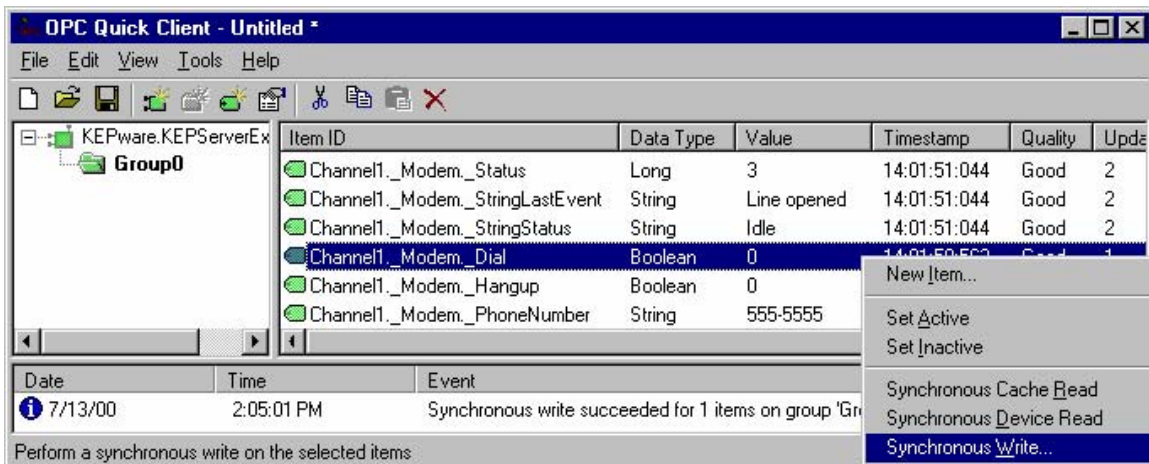 OPC Quick Client - Untitled *
File Edit View Tools Help
KEPware.KEPServerEx
Group0
Item ID Data Type Value Timestamp Quality Upda
Channel1._Modem._Status Long 3 14:01:51:044 Good 2
Channel1._Modem._StringLastEvent String Line opened 14:01:51:044 Good 2
Channel1._Modem._StringStatus String Idle 14:01:51:044 Good 2
Channel1._Modem._Dial Boolean 0
Channel1._Modem._Hangup Boolean 0
Channel1._Modem._PhoneNumber String 555-5555
New Item...
Set Active
Set Inactive
Synchronous Cache Read
Synchronous Device Read
Synchronous Write...
Date Time Event
7/13/00 2:05:01 PM Synchronous write succeeded for 1 items on group 'Gr
Perform a synchronous write on the selected items